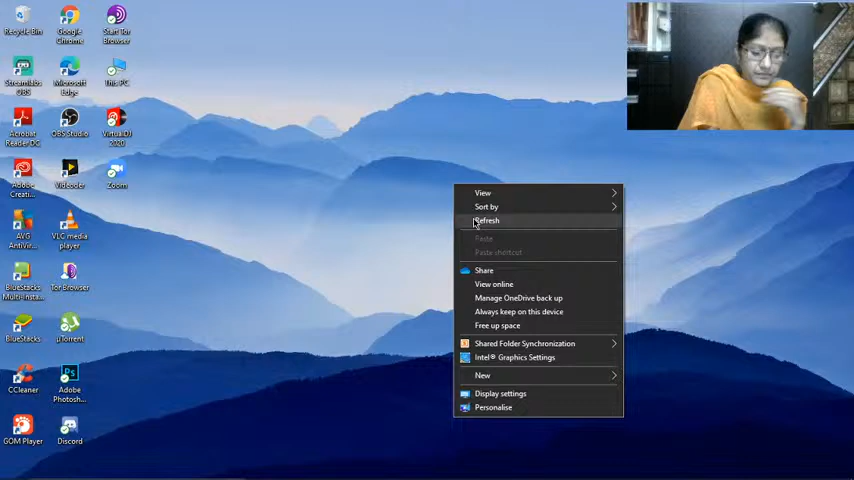 Recycle Bin
Google
Chrome
Start Tor
Browser
Streamlabs
OBS
Microsoft
Edge
This PC
Acrobat
Reader DC
OBS Studio
VirtualDJ
2020
Adobe
Creati...
Videoder
Zoom
AVG
AntiVir...
VLC media
player
BlueStacks
Multi-Insta...
Tor Browser
BlueStacks
µTorrent
CCleaner
Adobe
Photosh...
GOM Player
Discord
View
Sort by
Refresh
Paste
Paste shortcut
Share
View online
Manage OneDrive back up
Always keep on this device
Free up space
Shared Folder Synchronization
Intel® Graphics Settings
New
Display settings
Personalise